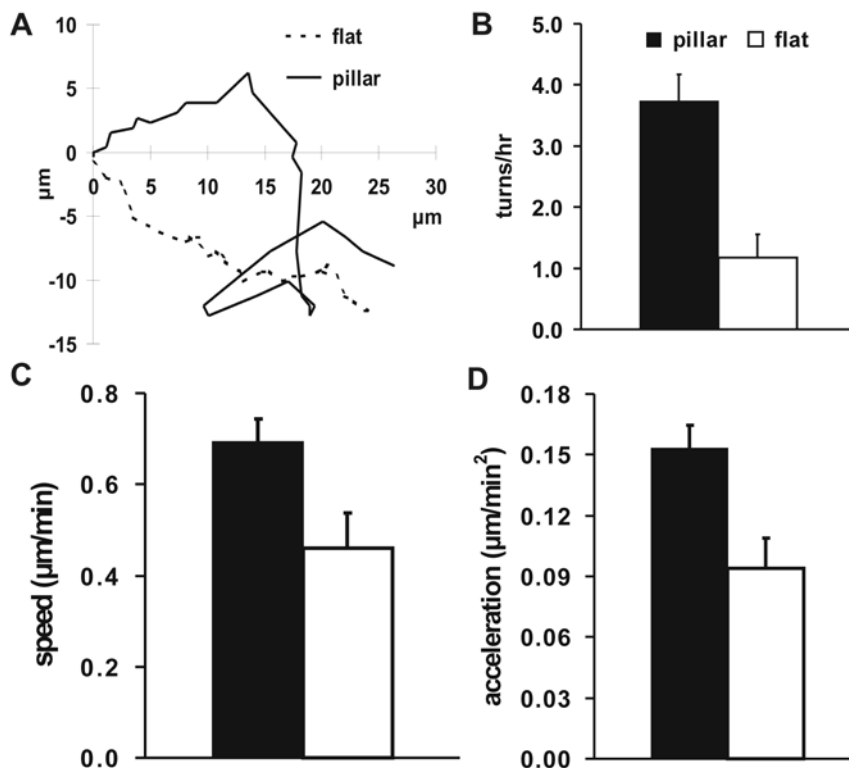 A
10
5
0
-5
-10
-15
µm
0 5 10 15 20 25 30
µm
flat
pillar
B
pillar flat
5.0
4.0
3.0
2.0
1.0
0.0
turns/hr
C
0.8
0.6
0.4
0.2
0.0
speed (µm/min)
D
0.18
0.15
0.12
0.09
0.06
0.03
0.00
acceleration (µm/min²)